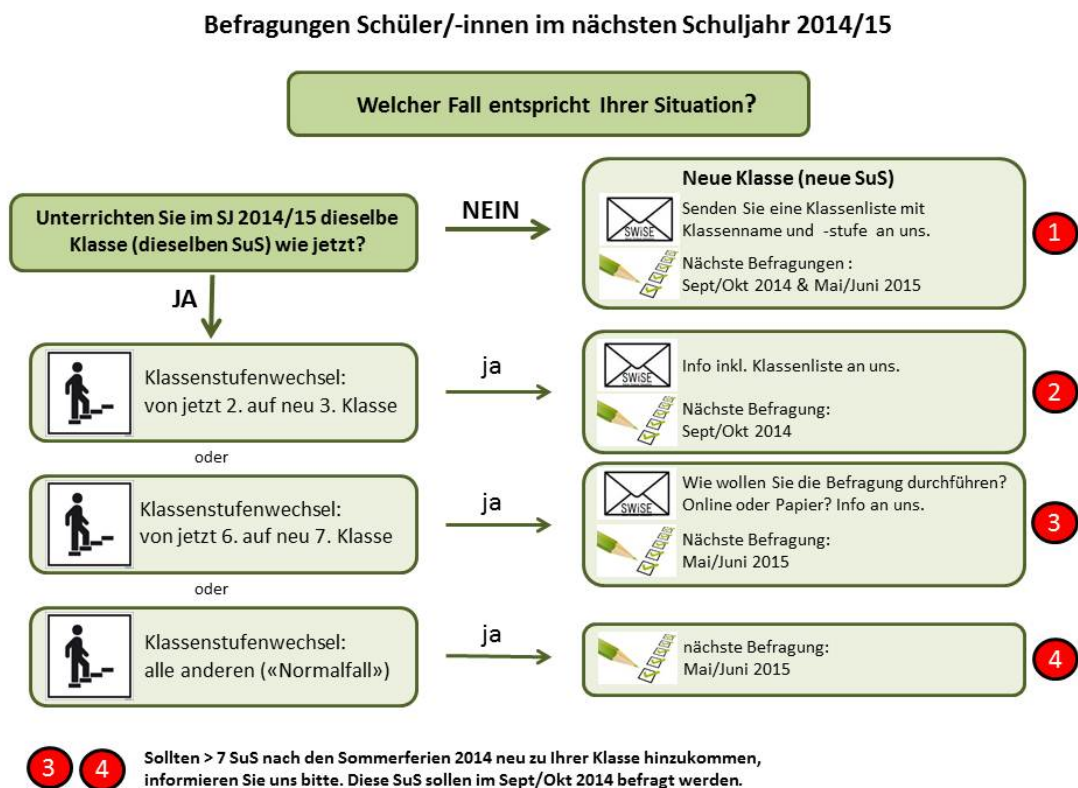 Befragungen Schüler/-innen im nächsten Schuljahr 2014/15
Welcher Fall entspricht Ihrer Situation?
Unterrichten Sie im SJ 2014/15 dieselbe
Klasse (dieselben SuS) wie jetzt?
NEIN
Neue Klasse (neue SuS)
SWiSE
Senden Sie eine Klassenliste mit
Klassenname und -stufe an uns.
Nächste Befragungen :
Sept/Okt 2014 & Mai/Juni 2015
1
JA
Klassenstufenwechsel:
von jetzt 2. auf neu 3. Klasse
ja
SWiSE
Info inkl. Klassenliste an uns.
Nächste Befragung:
Sept/Okt 2014
2
oder
Klassenstufenwechsel:
von jetzt 6. auf neu 7. Klasse
ja
SWiSE
Wie wollen Sie die Befragung durchführen?
Online oder Papier? Info an uns.
Nächste Befragung:
Mai/Juni 2015
3
oder
Klassenstufenwechsel:
alle anderen («Normalfall»)
ja
nächste Befragung:
Mai/Juni 2015
4
3 4
Sollten > 7 SuS nach den Sommerferien 2014 neu zu Ihrer Klasse hinzukommen,
informieren Sie uns bitte. Diese SuS sollen im Sept/Okt 2014 befragt werden.